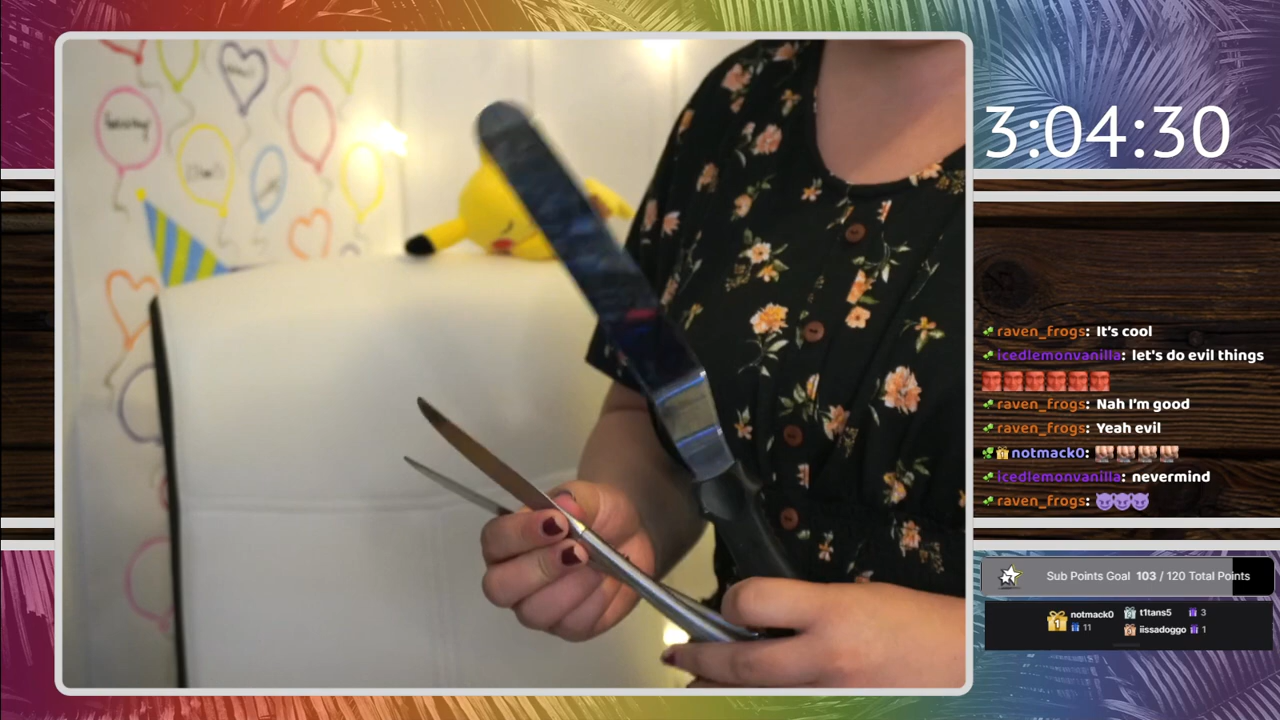 3:04:30
raven_frogs: It's cool
icedlemonvanilla: let's do evil things
raven_frogs: Nah I'm good
raven_frogs: Yeah evil
notmack0:
icedlemonvanilla: nevermind
raven_frogs:
Sub Points Goal 103 / 120 Total Points
notmack0
11
t1tans5 3
iissadoggo 1